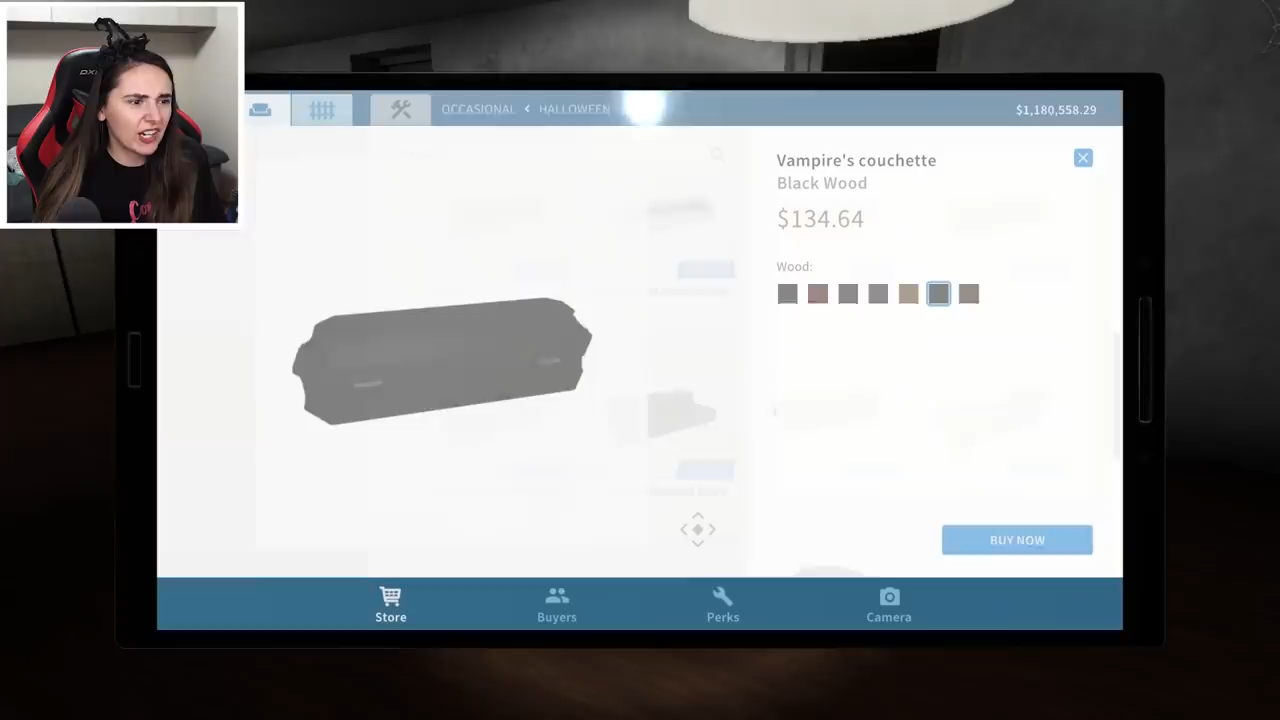 DX
OCCASIONAL < HALLOWEEN
$1,180,558.29
Vampire's couchette
Black Wood
$134.64
Wood:
BUY NOW
Store
Buyers
Perks
Camera